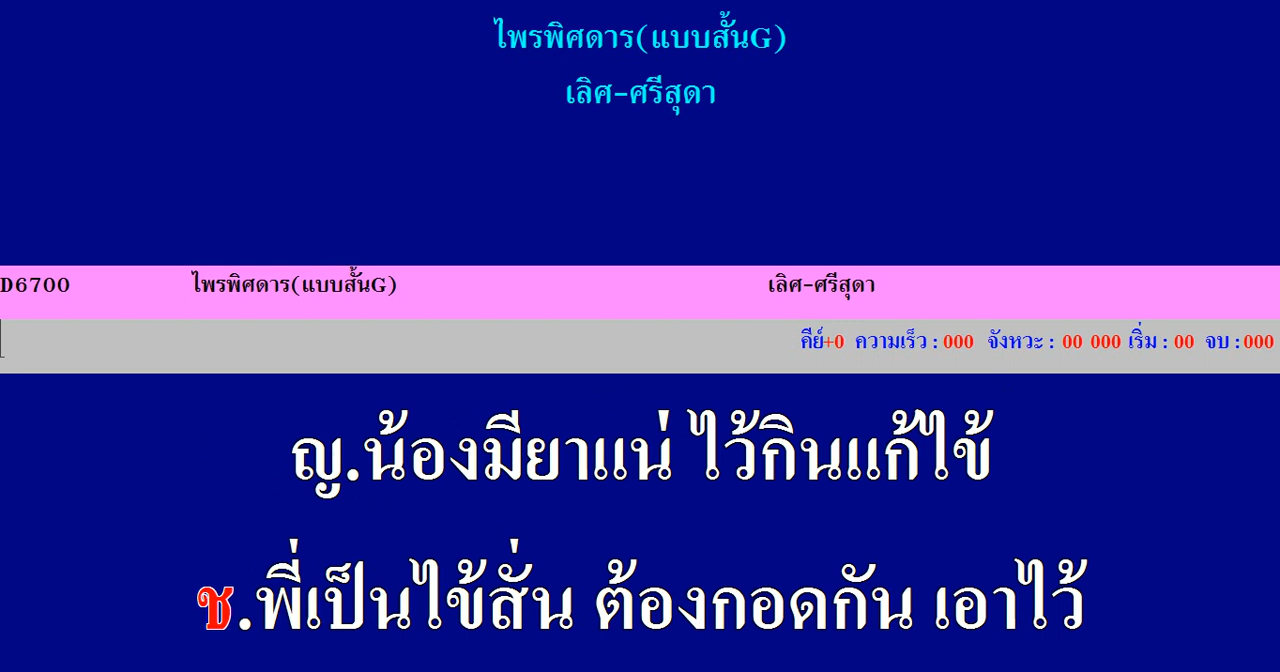 ไพรพิศดาร(แบบสั้นG)
เลิศ-ศรีสุดา
D6700 ไพรพิศดาร(แบบสั้นG) เลิศ-ศรีสุดา
คีย์+0 ความเร็ว : 000 จังหวะ : 00 000 เริ่ม : 00 จบ :000
ญ.น้องมียาแน่ ไว้กินแก้ไข้
ช.พี่เป็นไข้สั่น ต้องกอดกัน เอาไว้